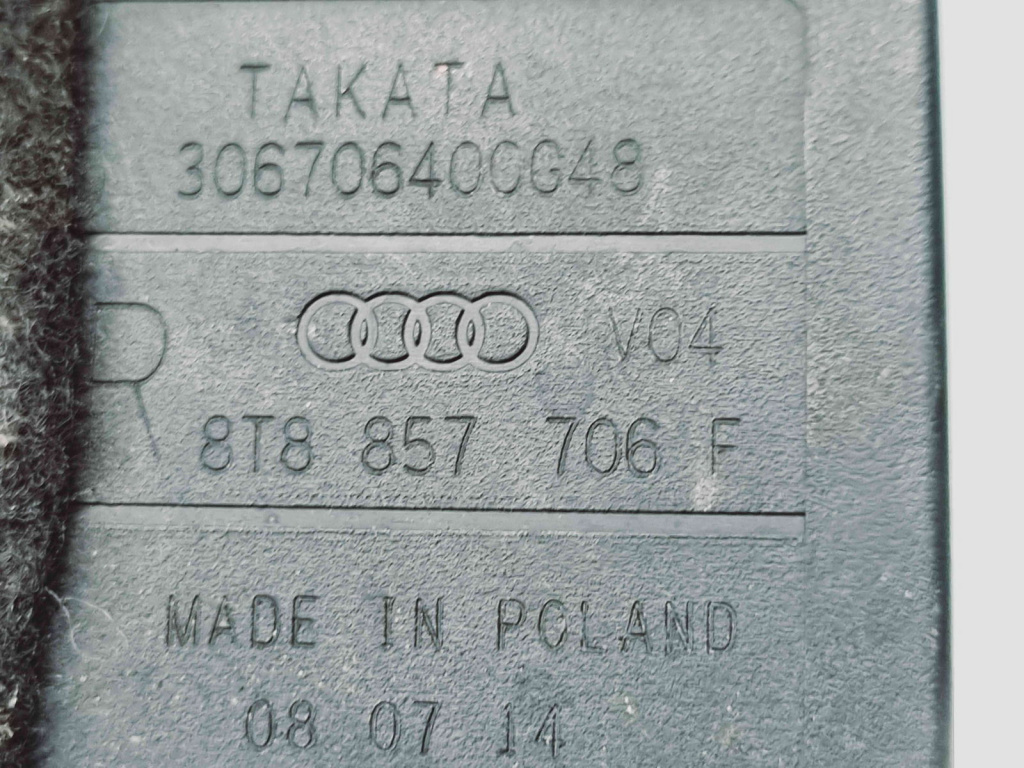 TAKATA
306706400G48
R V04
8T8 857 706 F
MADE IN POLAND
08 07 14